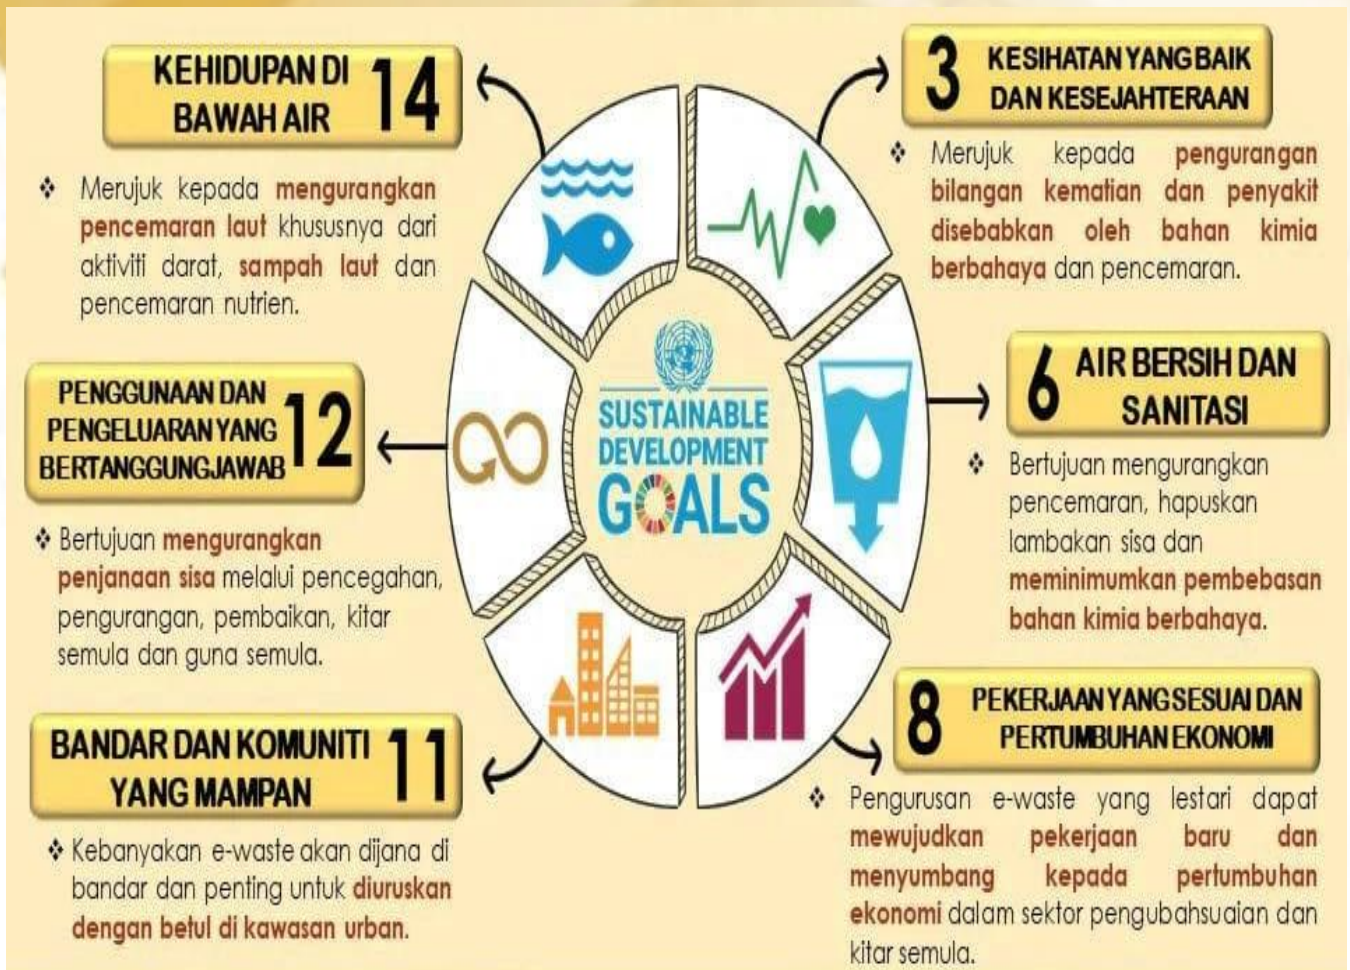 KEHIDUPAN DI
BAWAH AIR
14
❖ Merujuk kepada mengurangkan
pencemaran laut khususnya dari
aktiviti darat, sampah laut dan
pencemaran nutrien.
PENGGUNAAN DAN
PENGELUARAN YANG
BERTANGGUNGJAWAB
12
❖ Bertujuan mengurangkan
penjanaan sisa melalui pencegahan,
pengurangan, pembaikan, kitar
semula dan guna semula.
BANDAR DAN KOMUNITI
YANG MAMPAN
11
❖ Kebanyakan e-waste akan dijana di
bandar dan penting untuk diuruskan
dengan betul di kawasan urban.
SUSTAINABLE
DEVELOPMENT
GOALS
3
KESIHATAN YANG BAIK
DAN KESEJAHTERAAN
❖ Merujuk kepada pengurangan
bilangan kematian dan penyakit
disebabkan oleh bahan kimia
berbahaya dan pencemaran.
6
AIR BERSIH DAN
SANITASI
❖ Bertujuan mengurangkan
pencemaran, hapuskan
lambakan sisa dan
meminimumkan pembebasan
bahan kimia berbahaya.
8
PEKERJAAN YANG SESUAI DAN
PERTUMBUHAN EKONOMI
❖ Pengurusan e-waste yang lestari dapat
mewujudkan pekerjaan baru dan
menyumbang kepada pertumbuhan
ekonomi dalam sektor pengubahsuaian dan
kitar semula.